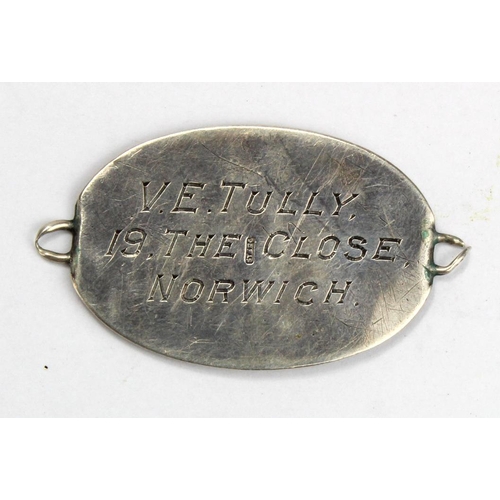 V.E.TULLY,
19.THE CLOSE,
NORWICH.